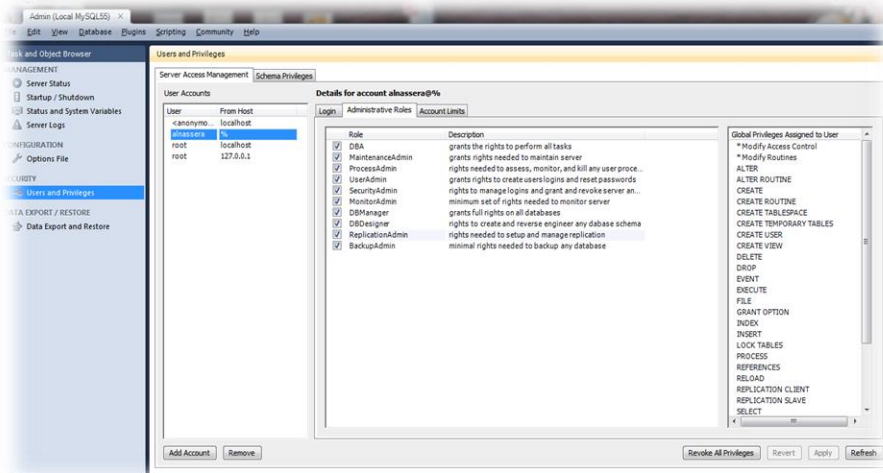 Admin (Local MySQL55) ×
Edit View Database Plugins Scripting Community Help
Task and Object Browser
MANAGEMENT
Server Status
Startup / Shutdown
Status and System Variables
Server Logs
CONFIGURATION
Options File
SECURITY
Users and Privileges
DATA EXPORT / RESTORE
Data Export and Restore
Users and Privileges
Server Access Management Schema Privileges
User Accounts
User From Host
<anonymo... localhost
alnassera %
root localhost
root 127.0.0.1
Add Account Remove
Details for account alnassera@%
Login Administrative Roles Account Limits
Role Description
DBA grants the rights to perform all tasks
MaintenanceAdmin grants rights needed to maintain server
ProcessAdmin rights needed to assess, monitor, and kill any user proce...
UserAdmin grants rights to create users logins and reset passwords
SecurityAdmin rights to manage logins and grant and revoke server an...
MonitorAdmin minimum set of rights needed to monitor server
DBManager grants full rights on all databases
DBDesigner rights to create and reverse engineer any dabase schema
ReplicationAdmin rights needed to setup and manage replication
BackupAdmin minimal rights needed to backup any database
Global Privileges Assigned to User
*Modify Access Control
*Modify Routines
ALTER
ALTER ROUTINE
CREATE
CREATE ROUTINE
CREATE TABLESPACE
CREATE TEMPORARY TABLES
CREATE USER
CREATE VIEW
DELETE
DROP
EVENT
EXECUTE
FILE
GRANT OPTION
INDEX
INSERT
LOCK TABLES
PROCESS
REFERENCES
RELOAD
REPLICATION CLIENT
REPLICATION SLAVE
SELECT
Revoke All Privileges Revert Apply Refresh